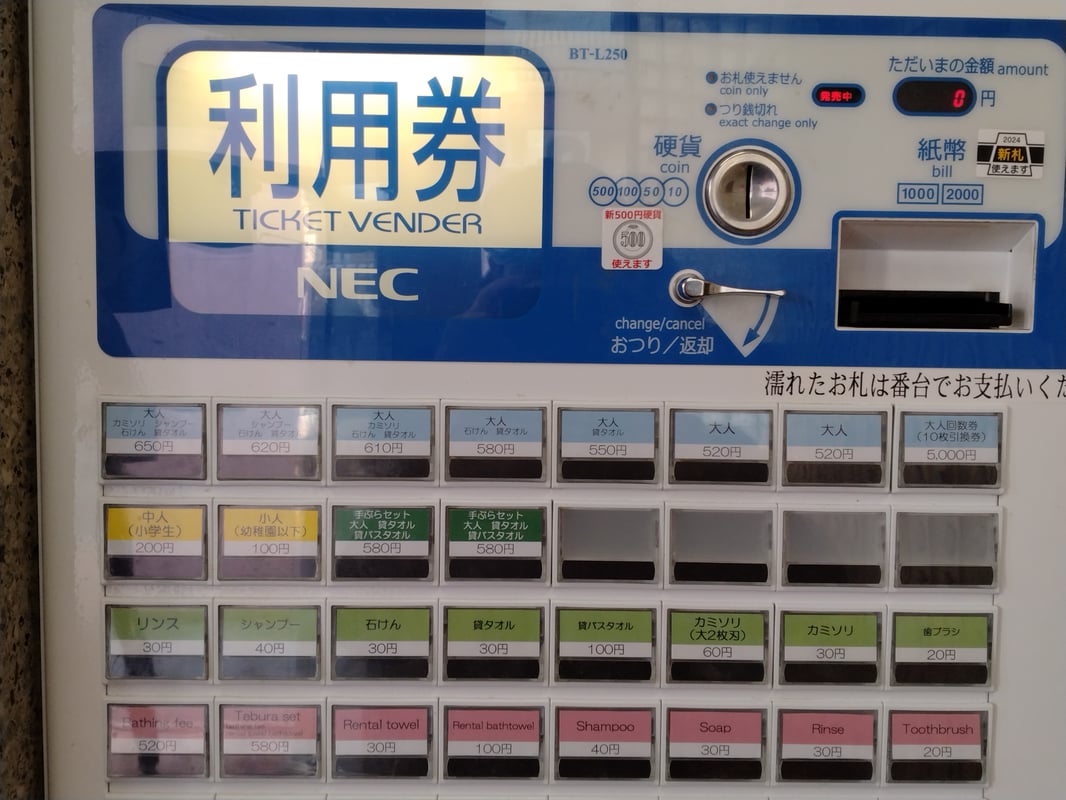 利用券
TICKET VENDER
NEC
BT-L250
お札使えません
coin only
つり銭切れ
exact change only
発売中
ただいまの金額 amount
0 円
硬貨
coin
500 100 50 10
新500円硬貨
500
使えます
紙幣
bill
1000 2000
2024
新札
使えます
change/cancel
おつり／返却
濡れたお札は番台でお支払いくだ
大人
カミソリ シャンプー
石けん 貸タオル
650円
大人
シャンプー
石けん 貸タオル
620円
大人
カミソリ
石けん 貸タオル
610円
大人
石けん 貸タオル
580円
大人
貸タオル
550円
大人
520円
大人
520円
大人回数券
(10枚引換券)
5,000円
中人
(小学生)
200円
小人
(幼稚園以下)
100円
手ぶらセット
大人 貸タオル
貸バスタオル
580円
手ぶらセット
大人 貸タオル
貸バスタオル
580円
リンス
30円
シャンプー
40円
石けん
30円
貸タオル
30円
貸バスタオル
100円
カミソリ
(大2枚刃)
60円
カミソリ
30円
歯ブラシ
20円
Bathing fee
520円
Tebura set
580円
Rental towel
30円
Rental bathtowel
100円
Shampoo
40円
Soap
30円
Rinse
30円
Toothbrush
20円